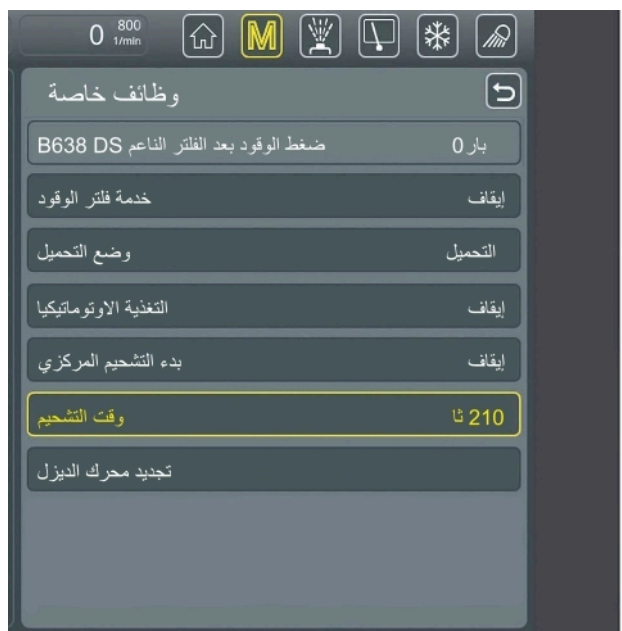 0 800 1/min M
وظائف خاصة
ضغط الوقود بعد الفلتر الناعم B638 DS بار 0
خدمة فلتر الوقود إيقاف
وضع التحميل التحميل
التغذية الاوتوماتيكيا إيقاف
بدء التشحيم المركزي إيقاف
وقت التشحيم 210 ثا
تجديد محرك الديزل